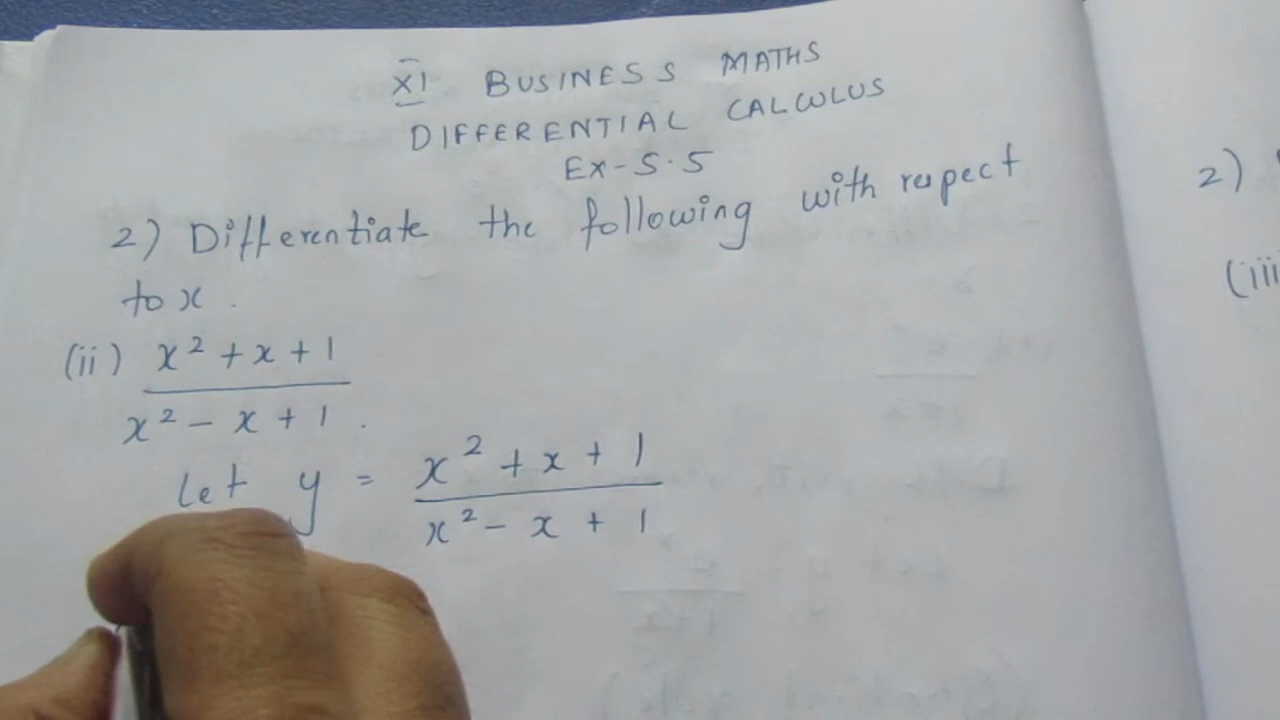 XI BUSINESS MATHS
DIFFERENTIAL CALCULUS
Ex-5.5
2) Differentiate the following with respect
to x.
(ii) x² + x + 1
x² - x + 1.
Let y = x² + x + 1
x² - x + 1
2)
(iii